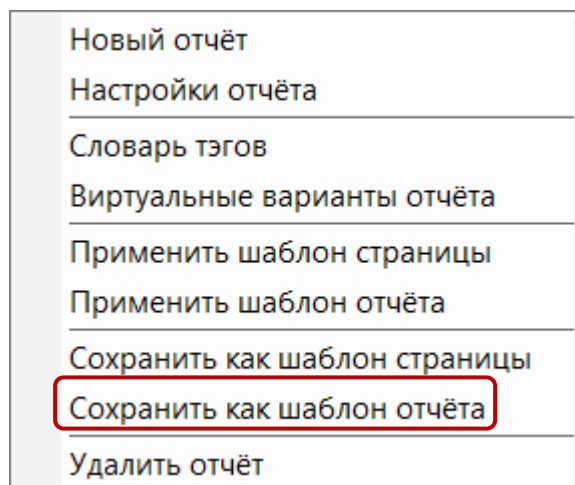 Новый отчёт
Настройки отчёта
Словарь тэгов
Виртуальные варианты отчёта
Применить шаблон страницы
Применить шаблон отчёта
Сохранить как шаблон страницы
Сохранить как шаблон отчёта
Удалить отчёт